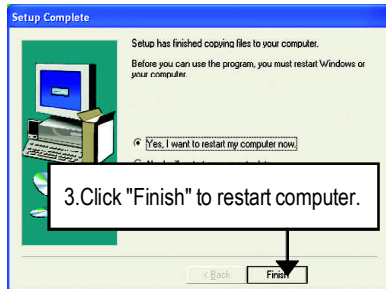 Setup Complete
Setup has finished copying files to your computer.
Before you can use the program, you must restart Windows or
your computer.
Yes, I want to restart my computer now.
3.Click "Finish" to restart computer.
< Back
Finish